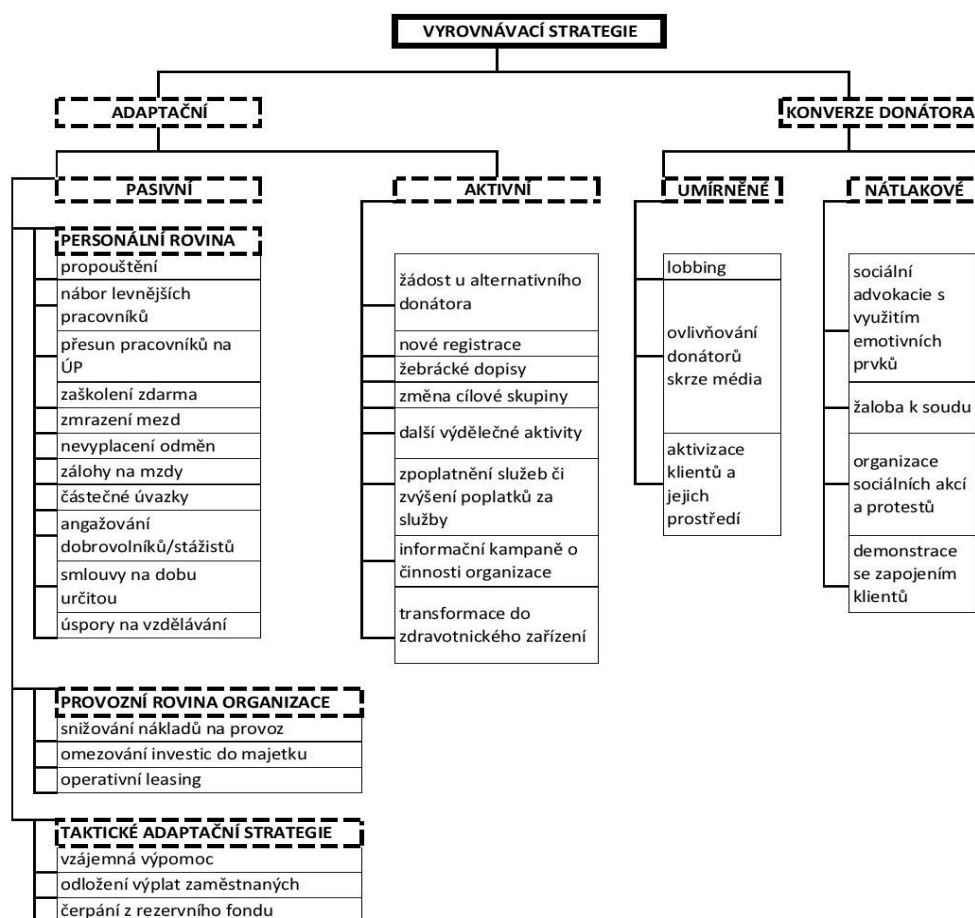 VYROVNÁVACÍ STRATEGIE
ADAPTAČNÍ
KONVERZE DONÁTORA
PASIVNÍ
AKTIVNÍ
UMÍRNĚNÉ
NÁTLAKOVÉ
PERSONÁLNÍ ROVINA
propouštění
nábor levnějších
pracovníků
přesun pracovníků na
ÚP
zaškolení zdarma
zmrazení mezd
nevyplacení odměn
zálohy na mzdy
částečné úvazky
angažování
dobrovolníků/stážistů
smlouvy na dobu
určitou
úspory na vzdělávání
žádost u alternativního
donátora
nové registrace
žebrácké dopisy
změna cílové skupiny
další výdělečné aktivity
zpoplatnění služeb či
zvýšení poplatků za
služby
informační kampaně o
činnosti organizace
transformace do
zdravotnického zařízení
lobbing
ovlivňování
donátorů
skrze média
aktivizace
klientů a
jejich
prostředí
sociální
advokacie s
využitím
emotivních
prvků
žaloba k soudu
organizace
sociálních akcí
a protestů
demonstrace
se zapojením
klientů
PROVOZNÍ ROVINA ORGANIZACE
snižování nákladů na provoz
omezování investic do majetku
operativní leasing
TAKTICKÉ ADAPTAČNÍ STRATEGIE
vzájemná výpomoc
odložení výplat zaměstnaných
čerpání z rezervního fondu